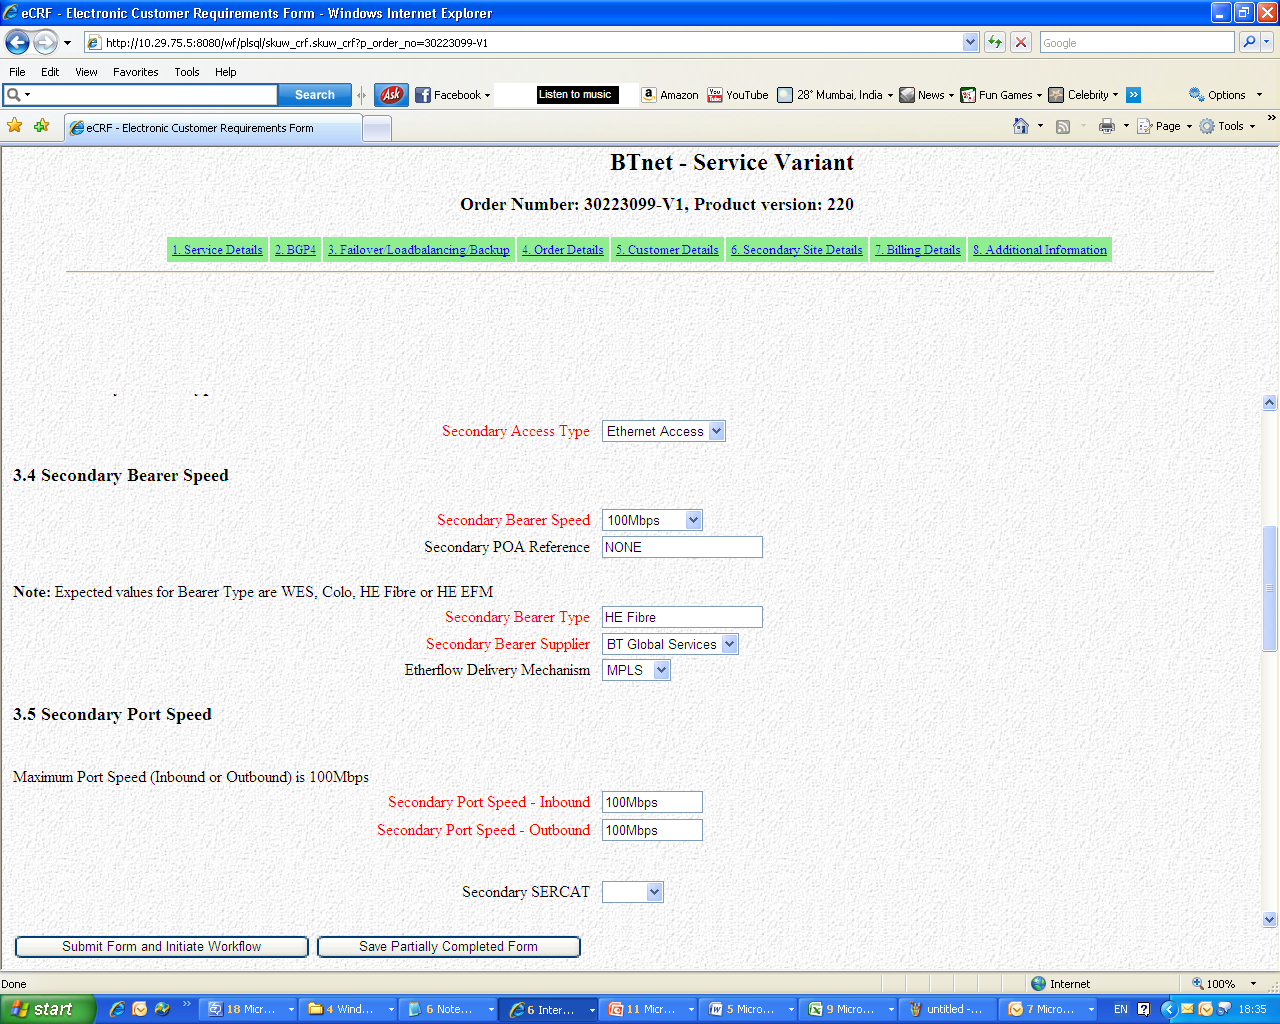 eCRF - Electronic Customer Requirements Form - Windows Internet Explorer
http://10.29.75.5:8080/wf/plsql/skuw_crf.skuw_crf?p_order_no=30223099-V1
Google
File Edit View Favorites Tools Help
Search Ask Facebook Listen to music Amazon YouTube 28° Mumbai, India News Fun Games Celebrity Options
eCRF - Electronic Customer Requirements Form Page Tools
BTnet - Service Variant
Order Number: 30223099-V1, Product version: 220
1. Service Details 2. BGP4 3. Failover/Loadbalancing/Backup 4. Order Details 5. Customer Details 6. Secondary Site Details 7. Billing Details 8. Additional Information
Secondary Access Type Ethernet Access
3.4 Secondary Bearer Speed
Secondary Bearer Speed 100Mbps
Secondary POA Reference NONE
Note: Expected values for Bearer Type are WES, Colo, HE Fibre or HE EFM
Secondary Bearer Type HE Fibre
Secondary Bearer Supplier BT Global Services
Etherflow Delivery Mechanism MPLS
3.5 Secondary Port Speed
Maximum Port Speed (Inbound or Outbound) is 100Mbps
Secondary Port Speed - Inbound 100Mbps
Secondary Port Speed - Outbound 100Mbps
Secondary SERCAT
Submit Form and Initiate Workflow Save Partially Completed Form
Done Internet 100%
start 18 Micr... 4 Wind... 6 Note... 6 Inter... 11 Micr... 5 Micro... 9 Micro... untitled -... 7 Micro... EN 18:35